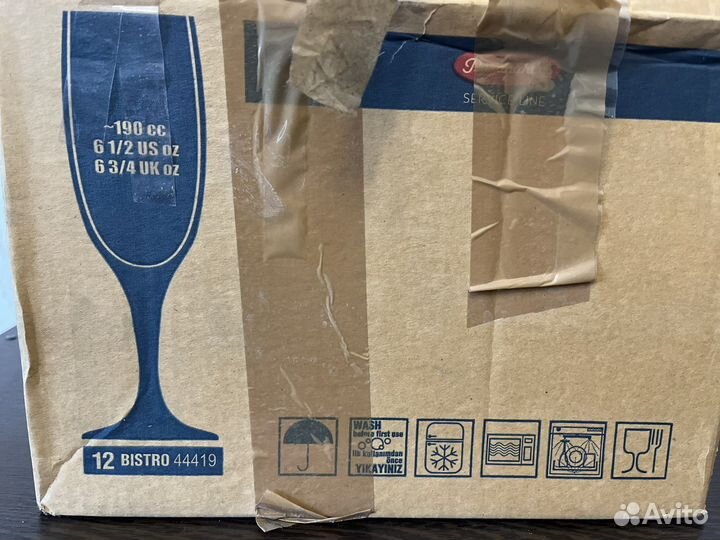 ~190 cc
6 1/2 US oz
6 3/4 UK oz
SERVICE LINE
WASH
before first use
ilk kullanımdan
önce
YIKAYINIZ
12 BISTRO 44419
Avito